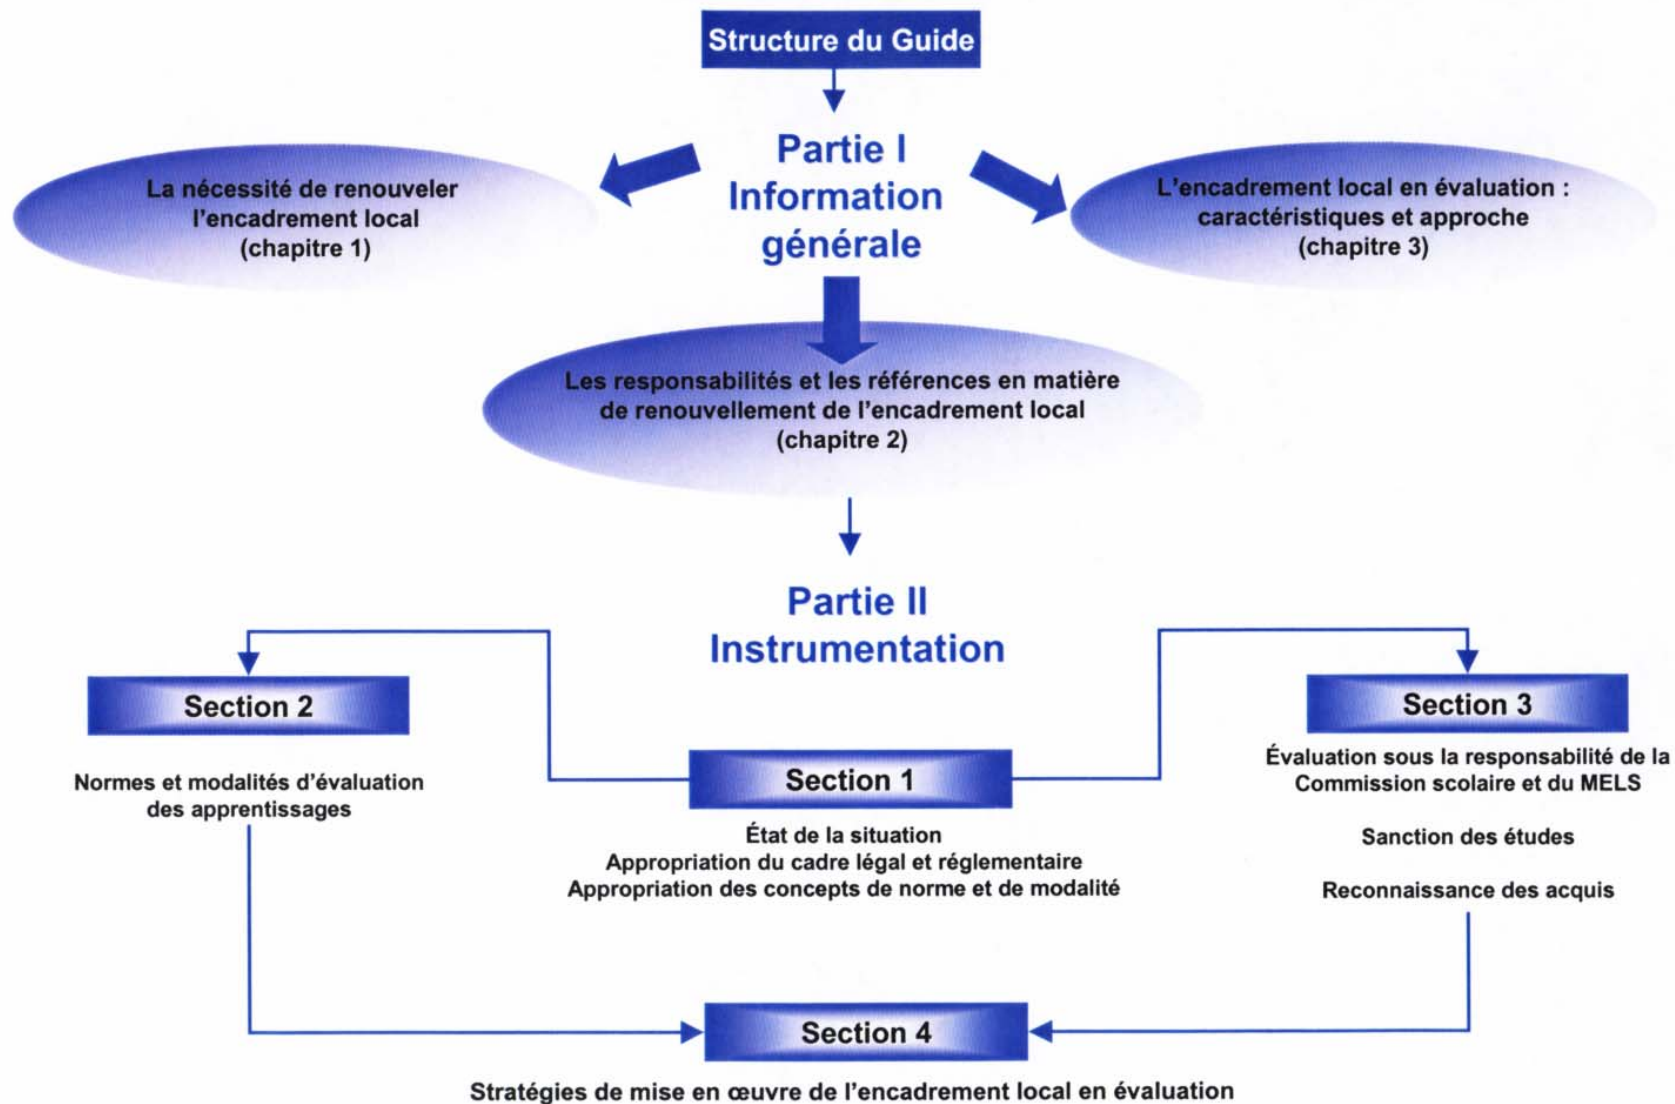 Structure du Guide
Partie I
Information
générale
La nécessité de renouveler
l'encadrement local
(chapitre 1)
L'encadrement local en évaluation :
caractéristiques et approche
(chapitre 3)
Les responsabilités et les références en matière
de renouvellement de l'encadrement local
(chapitre 2)
Partie II
Instrumentation
Section 2
Normes et modalités d'évaluation
des apprentissages
Section 1
État de la situation
Appropriation du cadre légal et réglementaire
Appropriation des concepts de norme et de modalité
Section 3
Évaluation sous la responsabilité de la
Commission scolaire et du MELS
Sanction des études
Reconnaissance des acquis
Section 4
Stratégies de mise en œuvre de l'encadrement local en évaluation